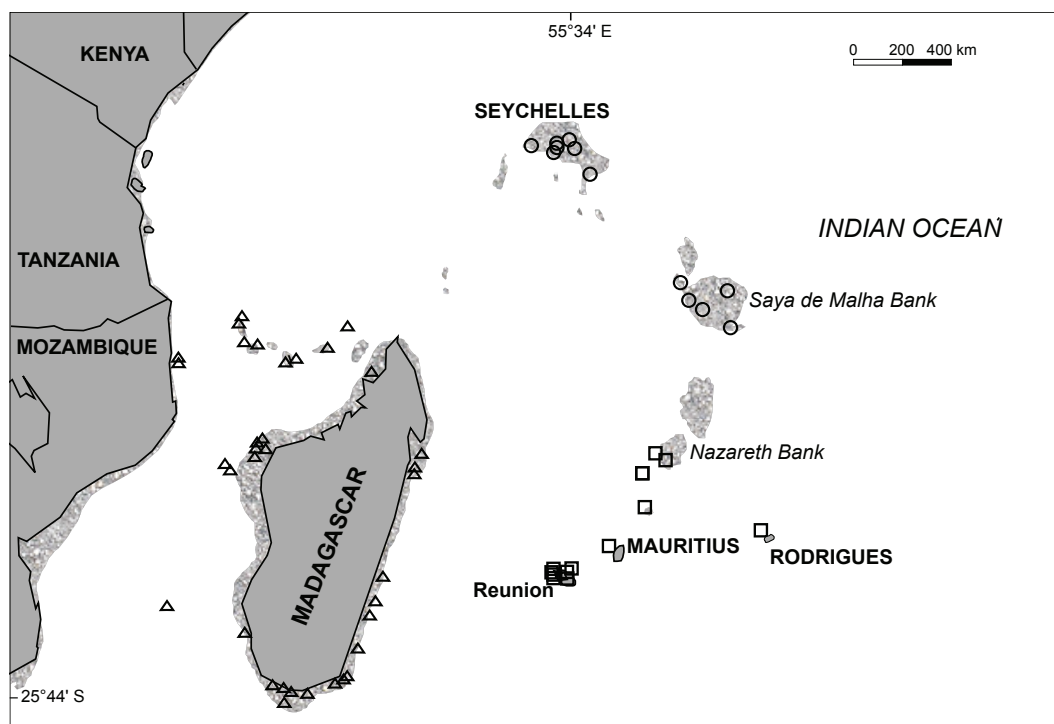 55°34' E
KENYA
0 200 400 km
SEYCHELLES
INDIAN OCEAN
TANZANIA
Saya de Malha Bank
MOZAMBIQUE
Nazareth Bank
MADAGASCAR
MAURITIUS
RODRIGUES
Reunion
25°44' S